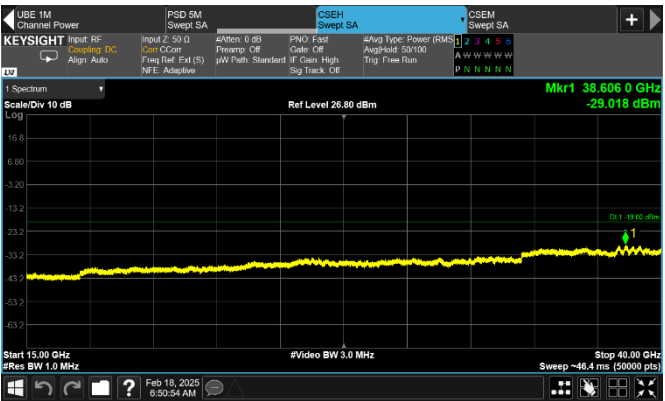 UBE 1M
Channel Power
PSD 5M
Swept SA
CSEH
Swept SA
CSEM
Swept SA
KEYSIGHT
Input: RF
Coupling: DC
Align: Auto
Input Z: 50 Ω
Corr CCorr
Freq Ref: Ext (S)
NFE: Adaptive
#Atten: 0 dB
Preamp: Off
µW Path: Standard
PNO: Fast
Gate: Off
IF Gain: High
Sig Track: Off
#Avg Type: Power (RMS
Avg|Hold: 50/100
Trig: Free Run
1 2 3 4 5 6
A W W W W W
P N N N N N
LXI
1 Spectrum
Mkr1 38.606 0 GHz
-29.018 dBm
Scale/Div 10 dB
Ref Level 26.80 dBm
Log
16.8
6.80
-3.20
-13.2
DL1 -19.00 dBm
-23.2
1
-33.2
-43.2
-53.2
-63.2
Start 15.00 GHz
#Video BW 3.0 MHz
Stop 40.00 GHz
#Res BW 1.0 MHz
Sweep ~46.4 ms (50000 pts)
?
Feb 18, 2025
6:50:54 AM